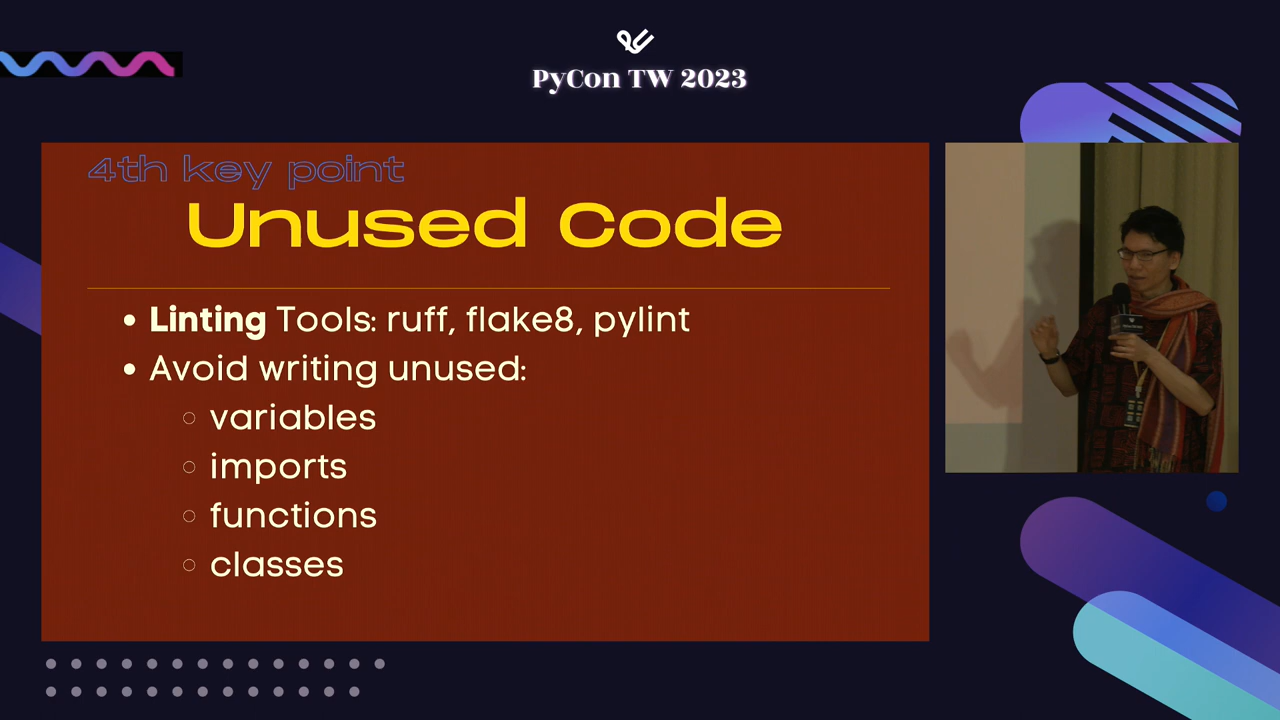 PyCon TW 2023
4th key point
Unused Code
Linting Tools: ruff, flake8, pylint
Avoid writing unused:
variables
imports
functions
classes